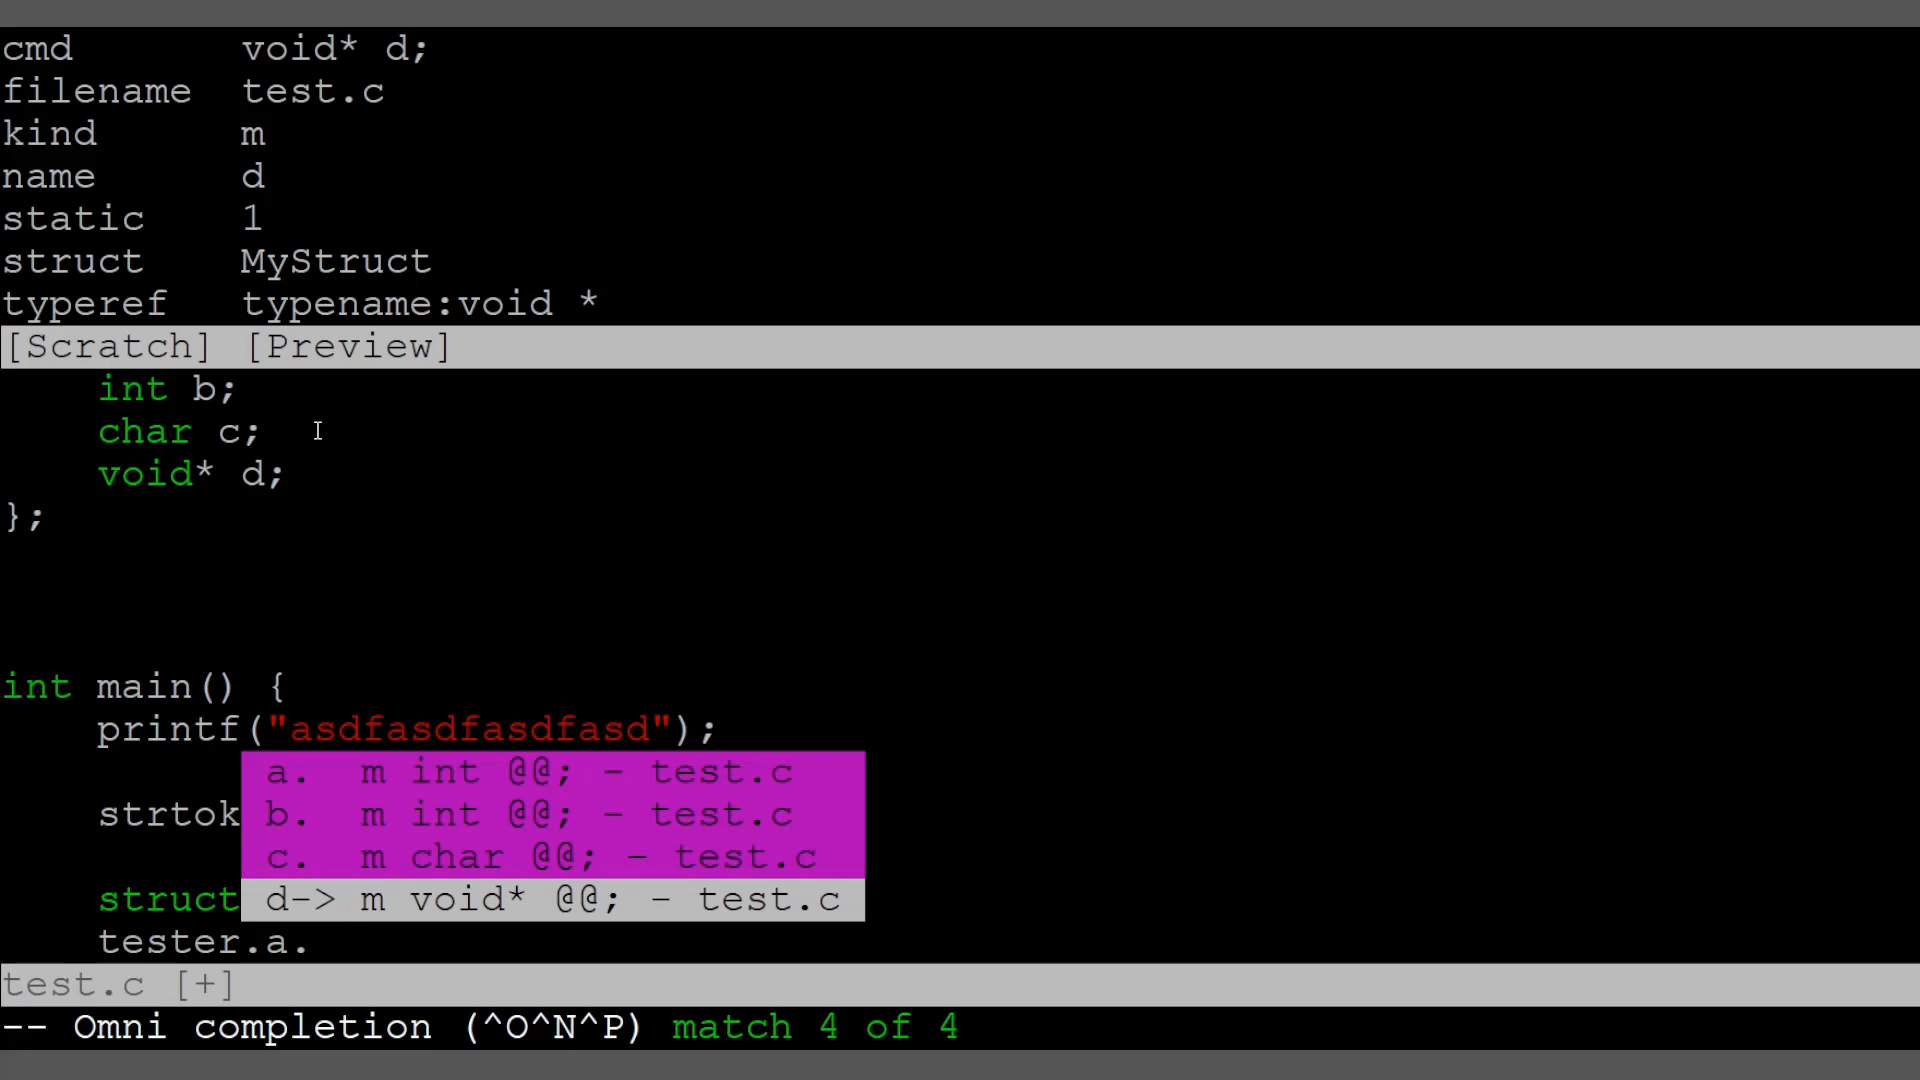 cmd void* d;
filename test.c
kind m
name d
static 1
struct MyStruct
typeref typename:void *
[Scratch] [Preview]
int b;
char c;
void* d;
};
int main() {
printf("asdfasdfasdfasd");
a. m int @@; - test.c
strtok b. m int @@; - test.c
c. m char @@; - test.c
struct d-> m void* @@; - test.c
tester.a.
test.c [+]
-- Omni completion (^O^N^P) match 4 of 4